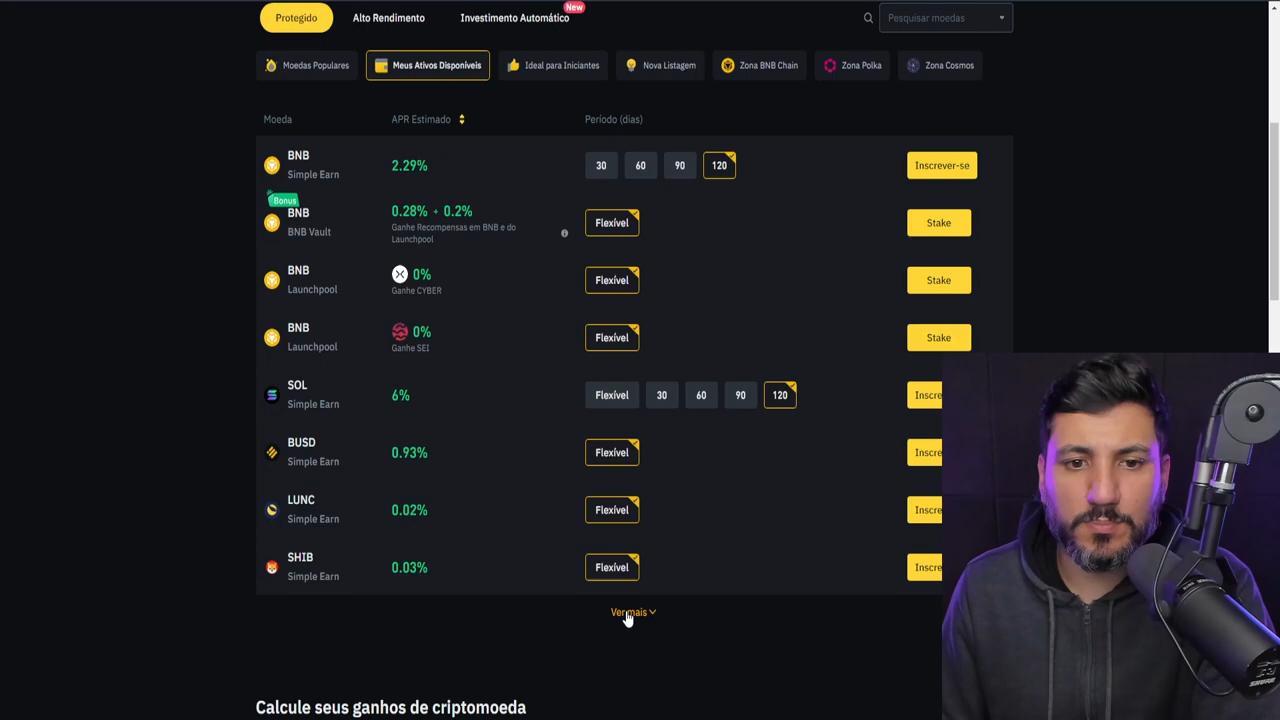 Protegido
Alto Rendimento
Investimento Automático
New
Pesquisar moedas
Moedas Populares
Meus Ativos Disponíveis
Ideal para Iniciantes
Nova Listagem
Zona BNB Chain
Zona Polka
Zona Cosmos
Moeda
APR Estimado
Período (dias)
BNB
Simple Earn
2.29%
30
60
90
120
Inscrever-se
Bonus
BNB
BNB Vault
0.28% + 0.2%
Ganhe Recompensas em BNB e do
Launchpool
Flexível
Stake
BNB
Launchpool
0%
Ganhe CYBER
Flexível
Stake
BNB
Launchpool
0%
Ganhe SEI
Flexível
Stake
SOL
Simple Earn
6%
Flexível
30
60
90
120
Inscre
BUSD
Simple Earn
0.93%
Flexível
Inscre
LUNC
Simple Earn
0.02%
Flexível
Inscre
SHIB
Simple Earn
0.03%
Flexível
Inscre
Ver mais
Calcule seus ganhos de criptomoeda
SHURE